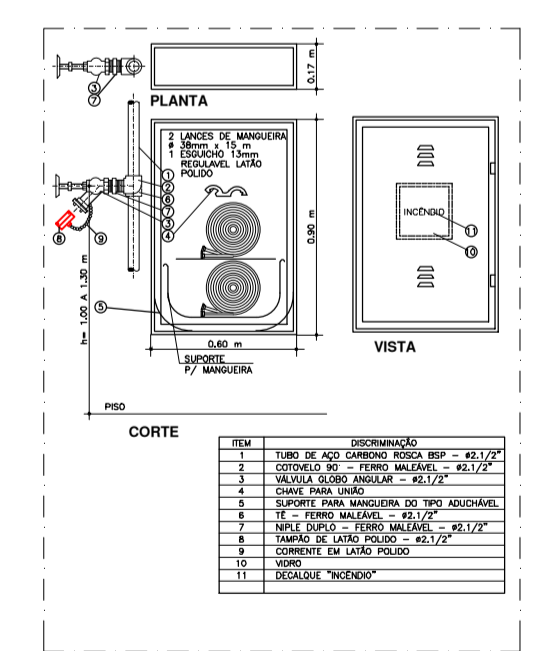 0.17 m
3
7
PLANTA
2 LANCES DE MANGUEIRA
ø 38mm x 15 m
1 ESGUICHO 13mm
REGULAVEL LATÃO
POLIDO
1
2
6
7
3
4
8
9
5
0.90 m
h= 1.00 A 1.30 m
0.60 m
SUPORTE
P/ MANGUEIRA
PISO
CORTE
INCÊNDIO
11
10
VISTA
ITEM DISCRIMINAÇÃO
1 TUBO DE AÇO CARBONO ROSCA BSP – ø2.1/2"
2 COTOVELO 90° – FERRO MALEÁVEL – ø2.1/2"
3 VÁLVULA GLOBO ANGULAR – ø2.1/2"
4 CHAVE PARA UNIÃO
5 SUPORTE PARA MANGUEIRA DO TIPO ADUCHÁVEL
6 TÊ – FERRO MALEÁVEL – ø2.1/2"
7 NIPLE DUPLO – FERRO MALEÁVEL – ø2.1/2"
8 TAMPÃO DE LATÃO POLIDO – ø2.1/2"
9 CORRENTE EM LATÃO POLIDO
10 VIDRO
11 DECALQUE "INCÊNDIO"